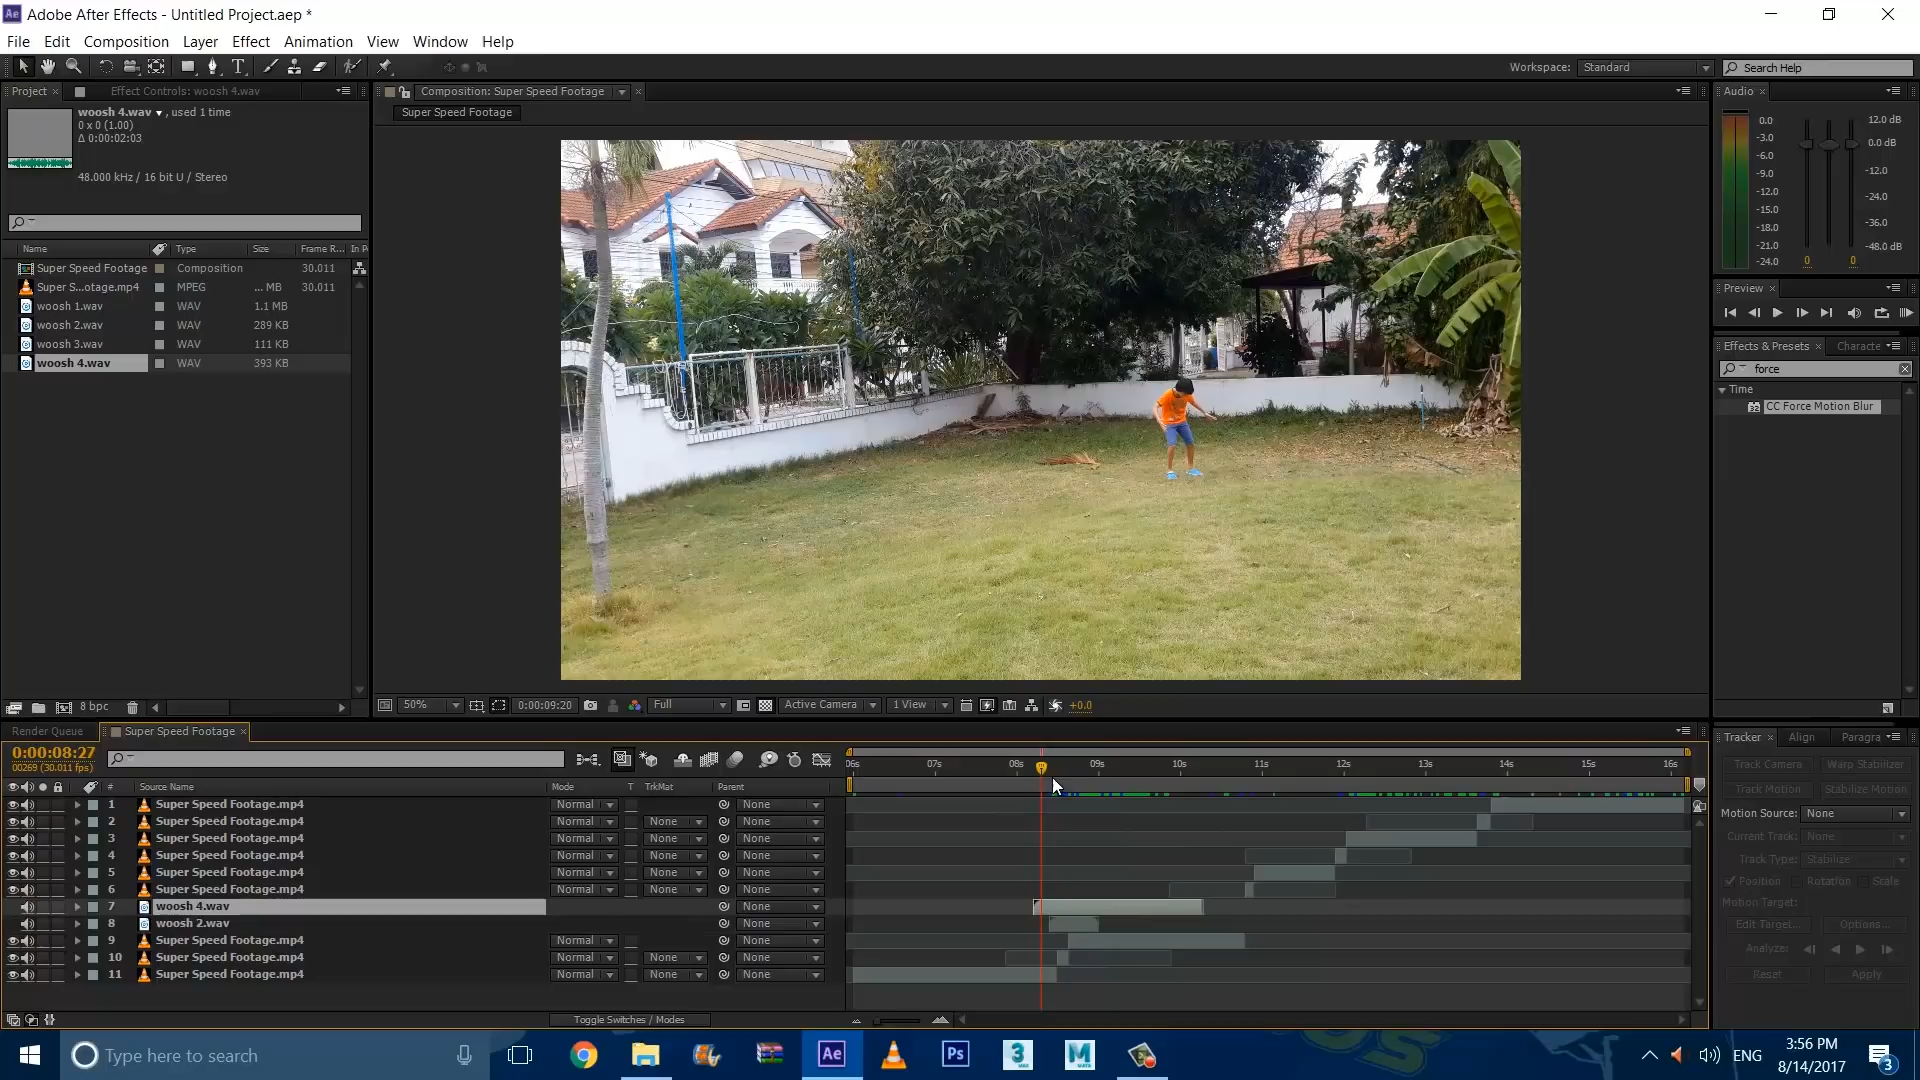 Adobe After Effects - Untitled Project.aep *
File Edit Composition Layer Effect Animation View Window Help
Workspace: Standard Search Help
Project Effect Controls: woosh 4.wav
Composition: Super Speed Footage
Super Speed Footage
woosh 4.wav , used 1 time
0 x 0 (1.00)
Δ 0:00:02:03
48.000 kHz / 16 bit U / Stereo
Name Type Size Frame R... In P
Super Speed Footage Composition 30.011
Super S...otage.mp4 MPEG ... MB 30.011
woosh 1.wav WAV 1.1 MB
woosh 2.wav WAV 289 KB
woosh 3.wav WAV 111 KB
woosh 4.wav WAV 393 KB
8 bpc
50% 0:00:09:20 Full Active Camera 1 View +0.0
Audio
0.0 12.0 dB
-3.0 0.0 dB
-6.0
-9.0 -12.0
-12.0 -24.0
-15.0
-18.0 -36.0
-21.0 -48.0 dB
-24.0 0 0
Preview
Effects & Presets Characte
force
Time
CC Force Motion Blur
Render Queue Super Speed Footage
0:00:08:27
00269 (30.011 fps)
06s 07s 08s 09s 10s 11s 12s 13s 14s 15s 16s
# Source Name Mode T TrkMat Parent
1 Super Speed Footage.mp4 Normal None
2 Super Speed Footage.mp4 Normal None None
3 Super Speed Footage.mp4 Normal None None
4 Super Speed Footage.mp4 Normal None None
5 Super Speed Footage.mp4 Normal None None
6 Super Speed Footage.mp4 Normal None None
7 woosh 4.wav None
8 woosh 2.wav None
9 Super Speed Footage.mp4 Normal None
10 Super Speed Footage.mp4 Normal None None
11 Super Speed Footage.mp4 Normal None None
Toggle Switches / Modes
Tracker Align Paragra
Track Camera Warp Stabilizer
Track Motion Stabilize Motion
Motion Source: None
Current Track: None
Track Type: Stabilize
Position Rotation Scale
Motion Target:
Edit Target... Options...
Analyze:
Reset Apply
Type here to search
Ae
Ps
3
M
ENG
3:56 PM
8/14/2017
3